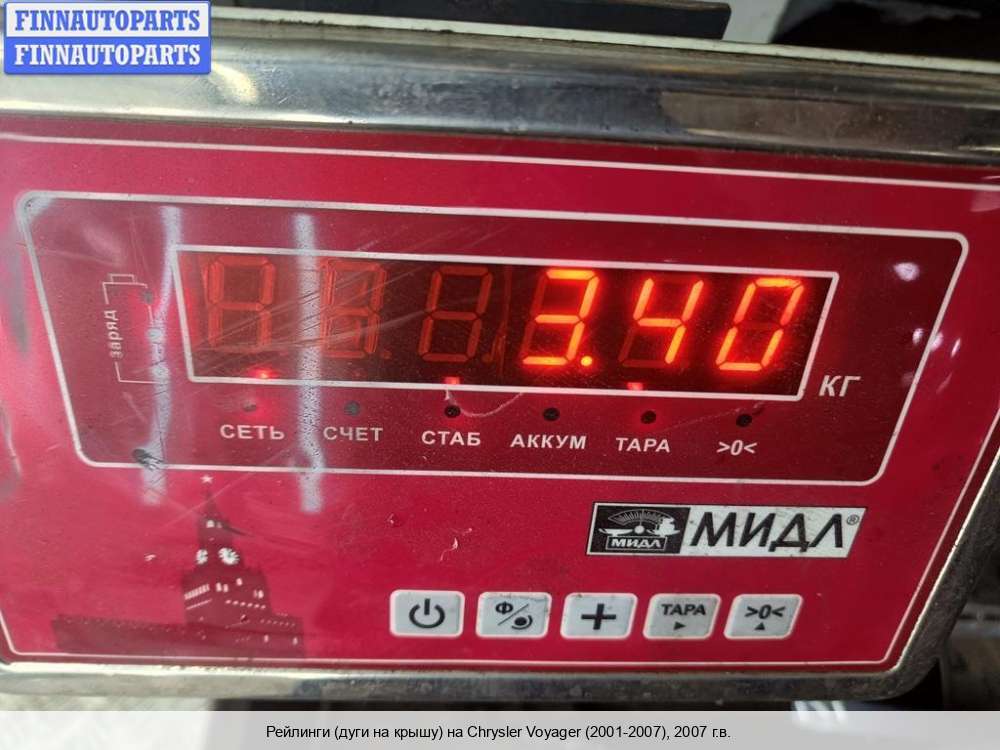 FINNAUTOPARTS
FINNAUTOPARTS
заряд
3.40
КГ
СЕТЬ СЧЕТ СТАБ АККУМ ТАРА >0<
МИДЛ МИДЛ®
Ф ТАРА >0<
Рейлинги (дуги на крышу) на Chrysler Voyager (2001-2007), 2007 г.в.